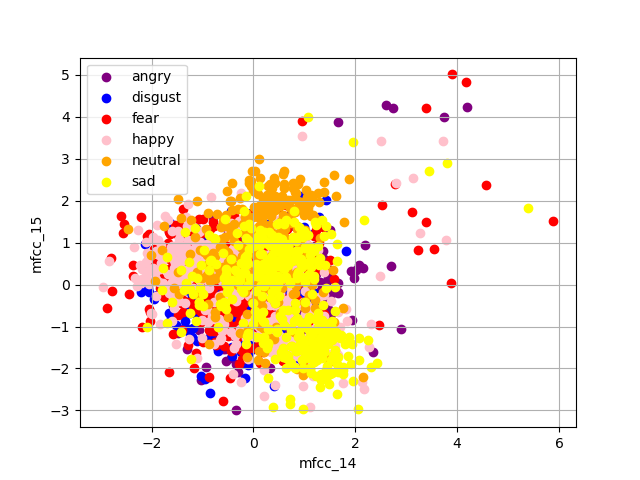 angry
disgust
fear
happy
neutral
sad
5
4
3
2
1
0
−1
−2
−3
mfcc_15
−2 0 2 4 6
mfcc_14